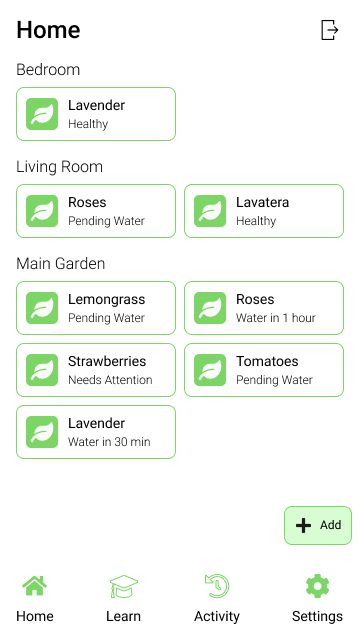 Home
Bedroom
Lavender
Healthy
Living Room
Roses
Pending Water
Lavatera
Healthy
Main Garden
Lemongrass
Pending Water
Roses
Water in 1 hour
Strawberries
Needs Attention
Tomatoes
Pending Water
Lavender
Water in 30 min
Add
Home
Learn
Activity
Settings